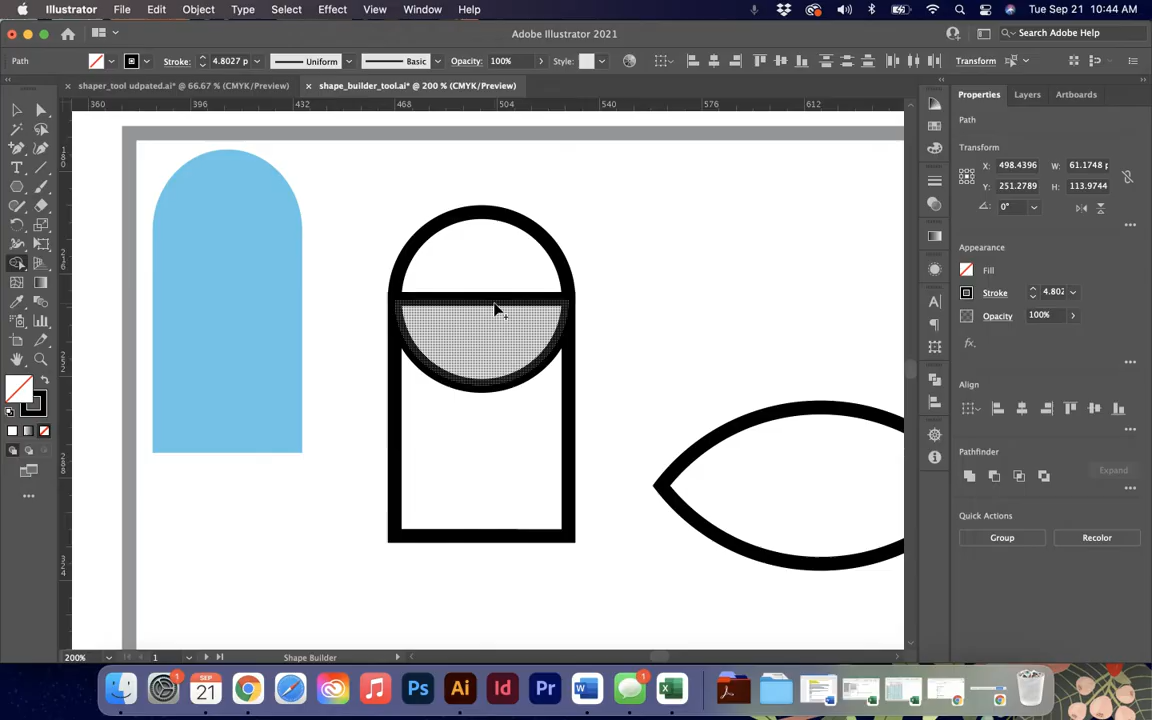 Illustrator File Edit Object Type Select Effect View Window Help Tue Sep 21 10:44 AM
Adobe Illustrator 2021 Search Adobe Help
Path Stroke: 4.8027 p Uniform Basic Opacity: 100% Style: Transform
× shaper_tool udpated.ai* @ 66.67 % (CMYK/Preview) × shape_builder_tool.ai* @ 200 % (CMYK/Preview)
Properties Layers Artboards
360 396 432 468 504 540 576 612
Path
Transform
X: 498.4396 W: 61.1748 p
Y: 251.2789 H: 113.9744
0°
Appearance
Fill
Stroke 4.802
Opacity 100%
fx.
Align
Pathfinder
Expand
Quick Actions
Group Recolor
200% 1 Shape Builder
SEP 21 Ps Ai Id Pr W X